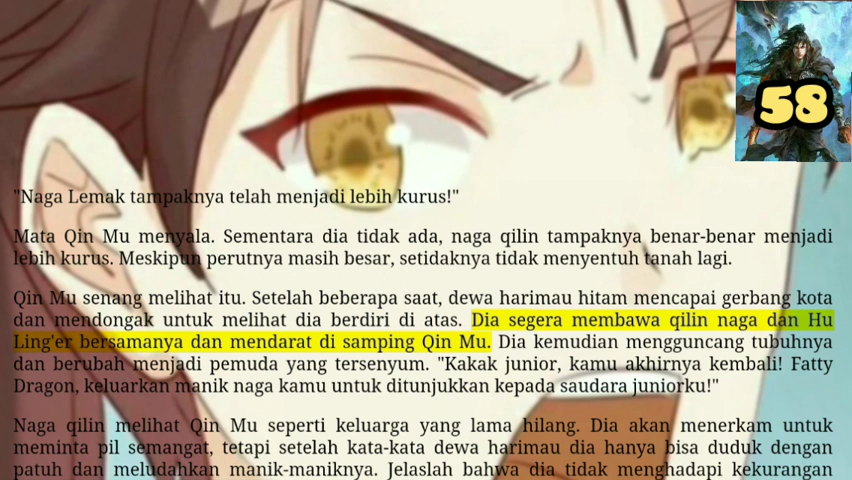 58
"Naga Lemak tampaknya telah menjadi lebih kurus!"
Mata Qin Mu menyala. Sementara dia tidak ada, naga qilin tampaknya benar-benar menjadi
lebih kurus. Meskipun perutnya masih besar, setidaknya tidak menyentuh tanah lagi.
Qin Mu senang melihat itu. Setelah beberapa saat, dewa harimau hitam mencapai gerbang kota
dan mendongak untuk melihat dia berdiri di atas. Dia segera membawa qilin naga dan Hu
Ling'er bersamanya dan mendarat di samping Qin Mu. Dia kemudian mengguncang tubuhnya
dan berubah menjadi pemuda yang tersenyum. "Kakak junior, kamu akhirnya kembali! Fatty
Dragon, keluarkan manik naga kamu untuk ditunjukkan kepada saudara juniorku!"
Naga qilin melihat Qin Mu seperti keluarga yang lama hilang. Dia akan menerkam untuk
meminta pil semangat, tetapi setelah kata-kata dewa harimau dia hanya bisa duduk dengan
patuh dan meludahkan manik-maniknya. Jelaslah bahwa dia tidak menghadapi kekurangan